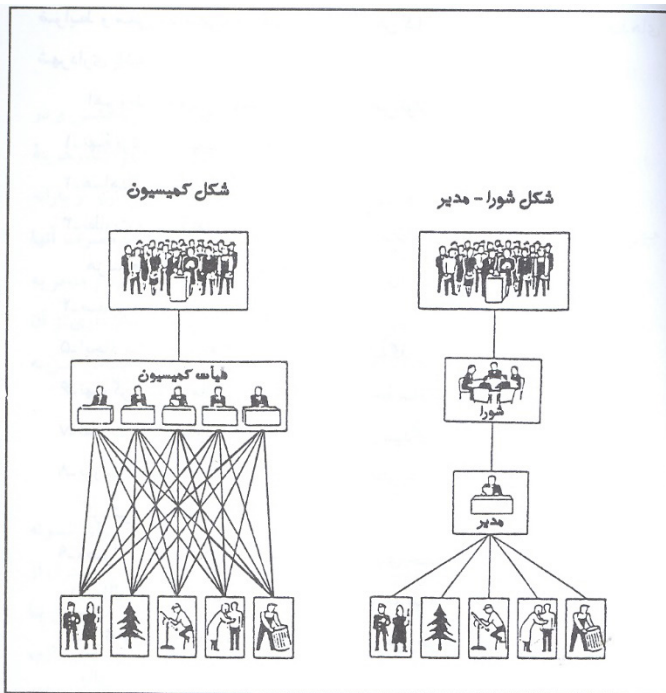 شکل شورا - مدیر
شکل کمیسیون
هیأت کمیسیون
شورا
مدیر